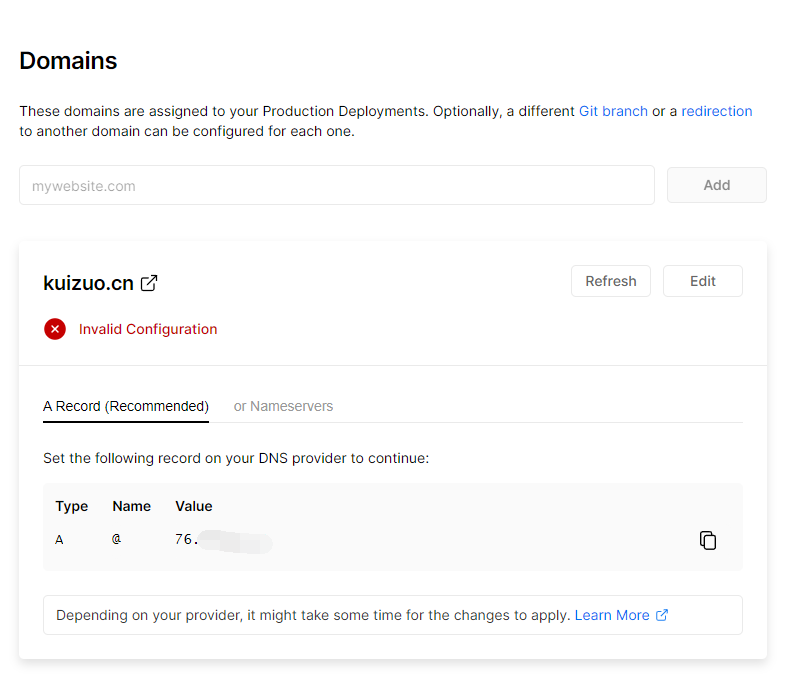 Domains
These domains are assigned to your Production Deployments. Optionally, a different Git branch or a redirection
to another domain can be configured for each one.
mywebsite.com
Add
kuizuo.cn
Refresh
Edit
Invalid Configuration
A Record (Recommended)
or Nameservers
Set the following record on your DNS provider to continue:
Type Name Value
A @ 76.
Depending on your provider, it might take some time for the changes to apply. Learn More